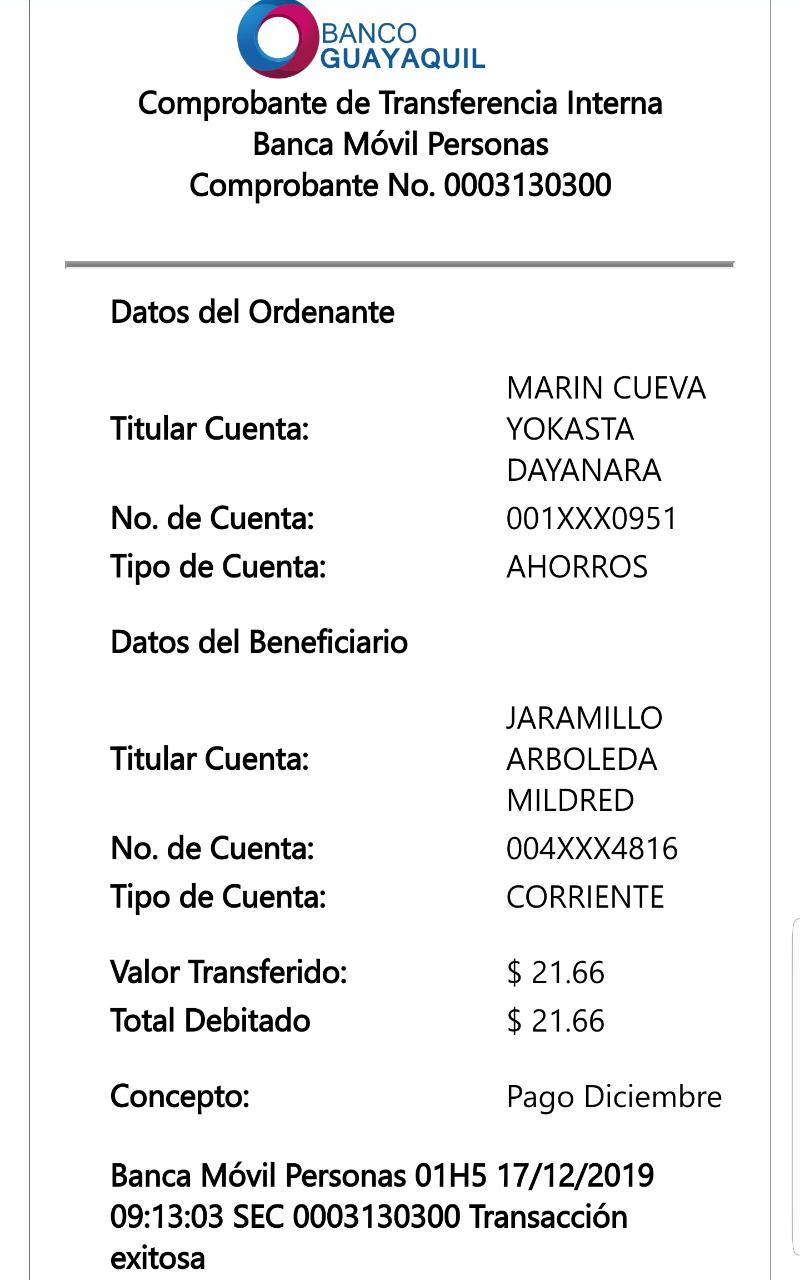 BANCO
GUAYAQUIL
Comprobante de Transferencia Interna
Banca Móvil Personas
Comprobante No. 0003130300
Datos del Ordenante
Titular Cuenta: MARIN CUEVA
YOKASTA
DAYANARA
No. de Cuenta: 001XXX0951
Tipo de Cuenta: AHORROS
Datos del Beneficiario
Titular Cuenta: JARAMILLO
ARBOLEDA
MILDRED
No. de Cuenta: 004XXX4816
Tipo de Cuenta: CORRIENTE
Valor Transferido: $ 21.66
Total Debitado $ 21.66
Concepto: Pago Diciembre
Banca Móvil Personas 01H5 17/12/2019
09:13:03 SEC 0003130300 Transacción
exitosa